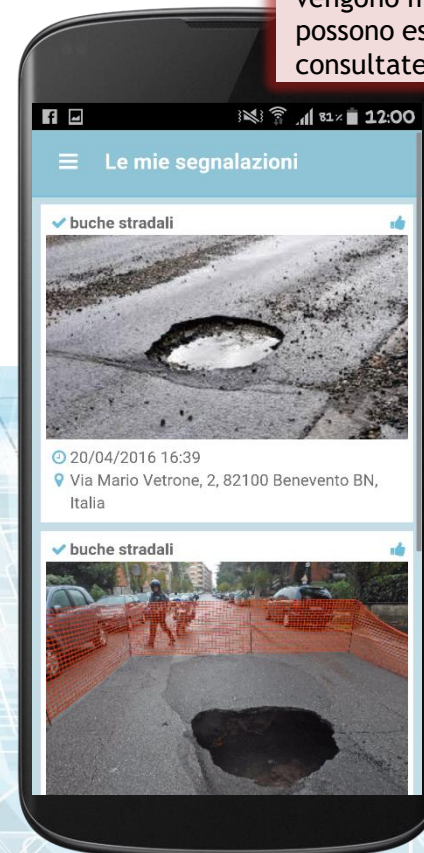 possono es
consultate
81% 12:00
Le mie segnalazioni
buche stradali
20/04/2016 16:39
Via Mario Vetrone, 2, 82100 Benevento BN,
Italia
buche stradali